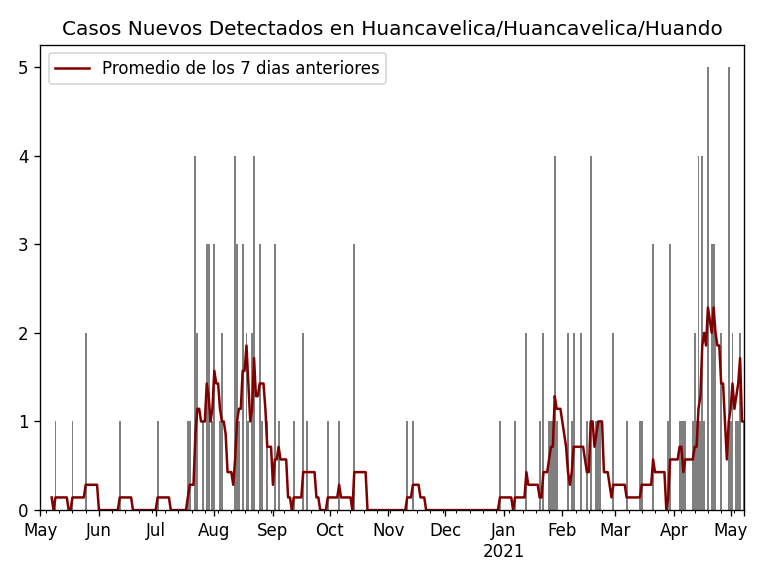 Casos Nuevos Detectados en Huancavelica/Huancavelica/Huando
Promedio de los 7 dias anteriores
5
4
3
2
1
0
May Jun Jul Aug Sep Oct Nov Dec Jan Feb Mar Apr May
2021